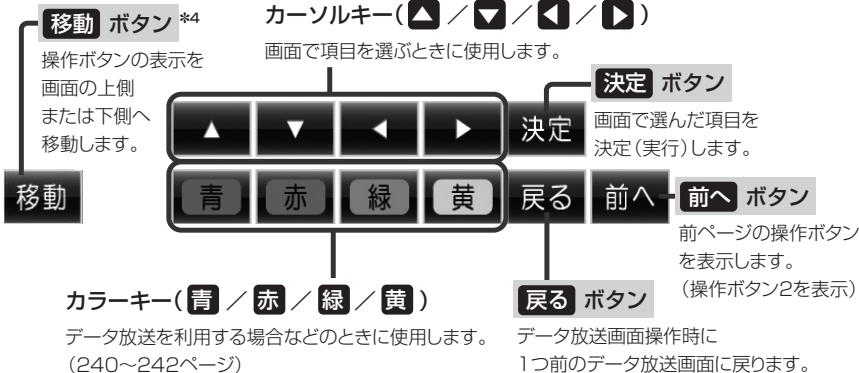 移動 ボタン *4
操作ボタンの表示を
画面の上側
または下側へ
移動します。
カーソルキー(▲／▼／◀／▶)
画面で項目を選ぶときに使用します。
決定 ボタン
画面で選んだ項目を
決定(実行)します。
▲ ▼ ◀ ▶ 決定
移動 青 赤 緑 黄 戻る 前へ
前へ ボタン
前ページの操作ボタン
を表示します。
(操作ボタン2を表示)
カラーキー(青／赤／緑／黄)
データ放送を利用する場合などのときに使用します。
(240〜242ページ)
戻る ボタン
データ放送画面操作時に
1つ前のデータ放送画面に戻ります。